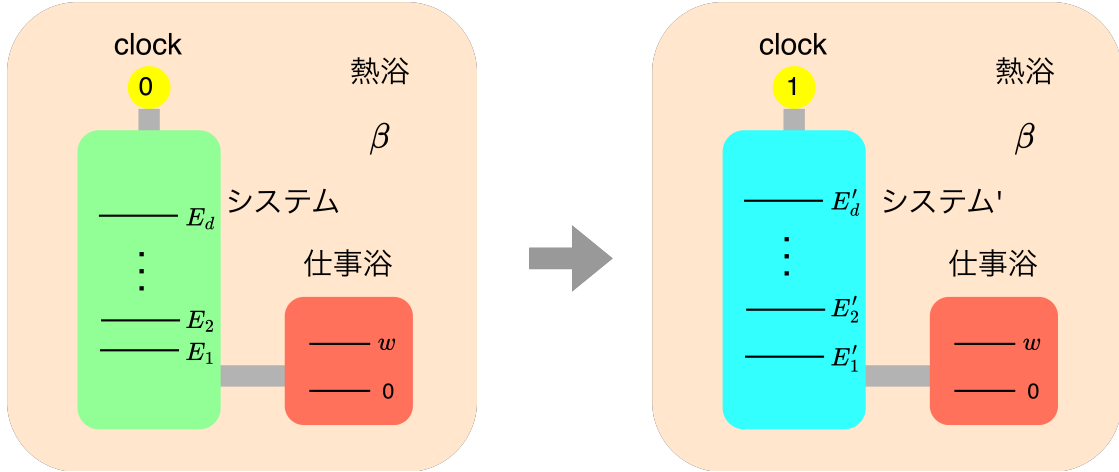 clock
0
熱浴
β
システム
E_d
⋮
E_2
E_1
仕事浴
w
0
clock
1
熱浴
β
システム'
E'_d
⋮
E'_2
E'_1
仕事浴
w
0